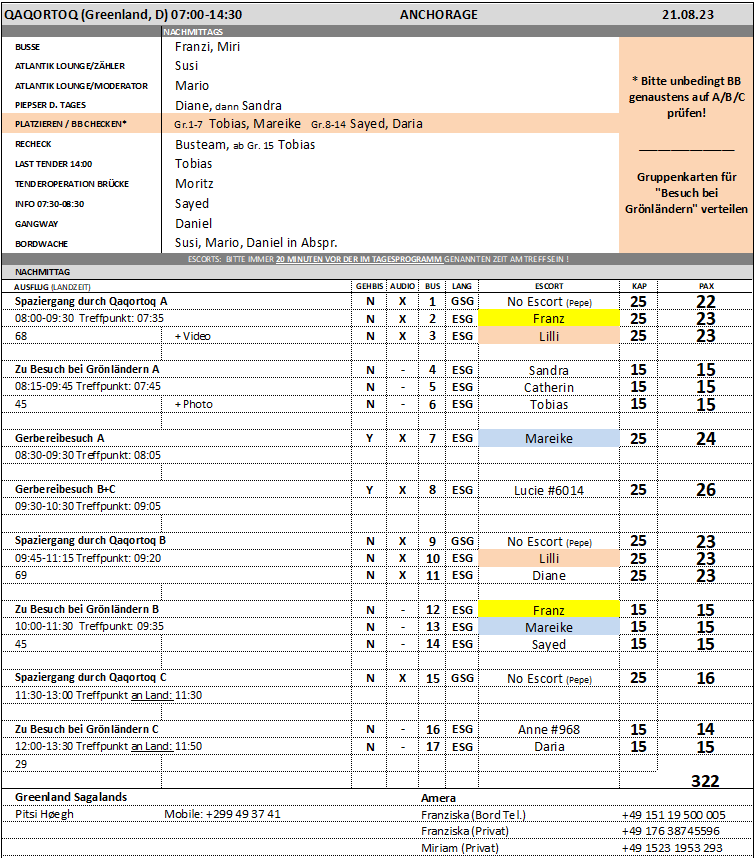 QAQORTOQ (Greenland, D) 07:00-14:30 ANCHORAGE 21.08.23
NACHMITTAGS
BUSSE Franzi, Miri
ATLANTIK LOUNGE/ZÄHLER Susi
ATLANTIK LOUNGE/MODERATOR Mario
PIEPSER D. TAGES Diane, dann Sandra
PLATZIEREN / BB CHECKEN* Gr.1-7 Tobias, Mareike Gr.8-14 Sayed, Daria
RECHECK Busteam, ab Gr. 15 Tobias
LAST TENDER 14:00 Tobias
TENDEROPERATION BRÜCKE Moritz
INFO 07:30-08:30 Sayed
GANGWAY Daniel
BORDWACHE Susi, Mario, Daniel in Abspr.
* Bitte unbedingt BB
genaustens auf A/B/C
prüfen!
_______________
Gruppenkarten für
"Besuch bei
Grönländern" verteilen
ESCORTS: BITTE IMMER 20 MINUTEN VOR DER IM TAGESPROGRAMM GENANNTEN ZEIT AM TREFF SEIN !
NACHMITTAG
AUSFLUG (LANDZEIT) GEHBIS AUDIO BUS LANG ESCORT KAP PAX
Spaziergang durch Qaqortoq A N X 1 GSG No Escort (Pepe) 25 22
08:00-09:30 Treffpunkt: 07:35 N X 2 ESG Franz 25 23
68 + Video N X 3 ESG Lilli 25 23
Zu Besuch bei Grönländern A N - 4 ESG Sandra 15 15
08:15-09:45 Treffpunkt: 07:45 N - 5 ESG Catherin 15 15
45 + Photo N - 6 ESG Tobias 15 15
Gerbereibesuch A Y X 7 ESG Mareike 25 24
08:30-09:30 Treffpunkt: 08:05
Gerbereibesuch B+C Y X 8 ESG Lucie #6014 25 26
09:30-10:30 Treffpunkt: 09:05
Spaziergang durch Qaqortoq B N X 9 GSG No Escort (Pepe) 25 23
09:45-11:15 Treffpunkt: 09:20 N X 10 ESG Lilli 25 23
69 N X 11 ESG Diane 25 23
Zu Besuch bei Grönländern B N - 12 ESG Franz 15 15
10:00-11:30 Treffpunkt: 09:35 N - 13 ESG Mareike 15 15
45 N - 14 ESG Sayed 15 15
Spaziergang durch Qaqortoq C N X 15 GSG No Escort (Pepe) 25 16
11:30-13:00 Treffpunkt an Land: 11:30
Zu Besuch bei Grönländern C N - 16 ESG Anne #968 15 14
12:00-13:30 Treffpunkt an Land: 11:50 N - 17 ESG Daria 15 15
29
322
Greenland Sagalands Amera
Pitsi Høegh Mobile: +299 49 37 41 Franziska (Bord Tel.) +49 151 19 500 005
Franziska (Privat) +49 176 38745596
Miriam (Privat) +49 1523 1953 293